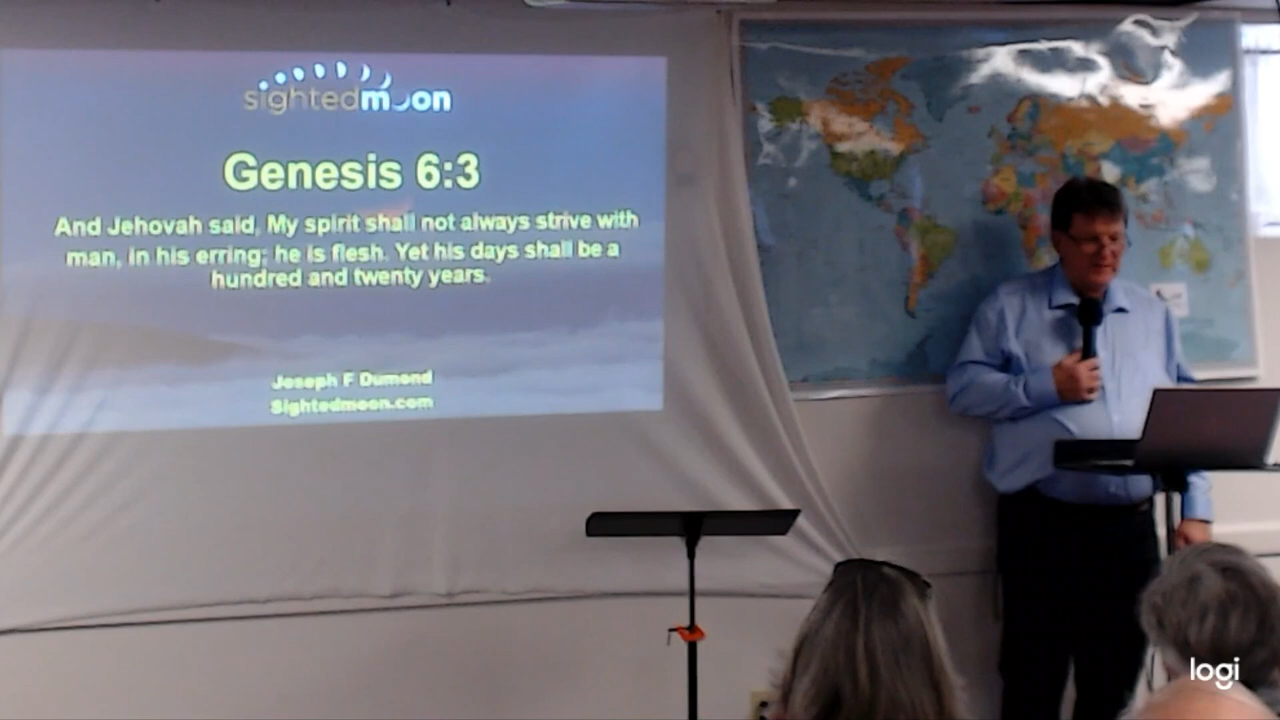 sightedmoon
Genesis 6:3
And Jehovah said, My spirit shall not always strive with
man, in his erring; he is flesh. Yet his days shall be a
hundred and twenty years.
Joseph F Dumond
Sightedmoon.com
logi